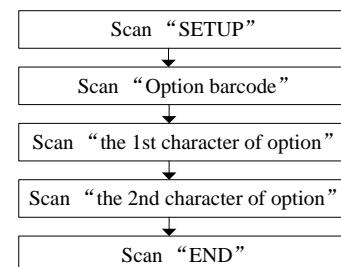 Scan “SETUP”
Scan “Option barcode”
Scan “the 1st character of option”
Scan “the 2nd character of option”
Scan “END”